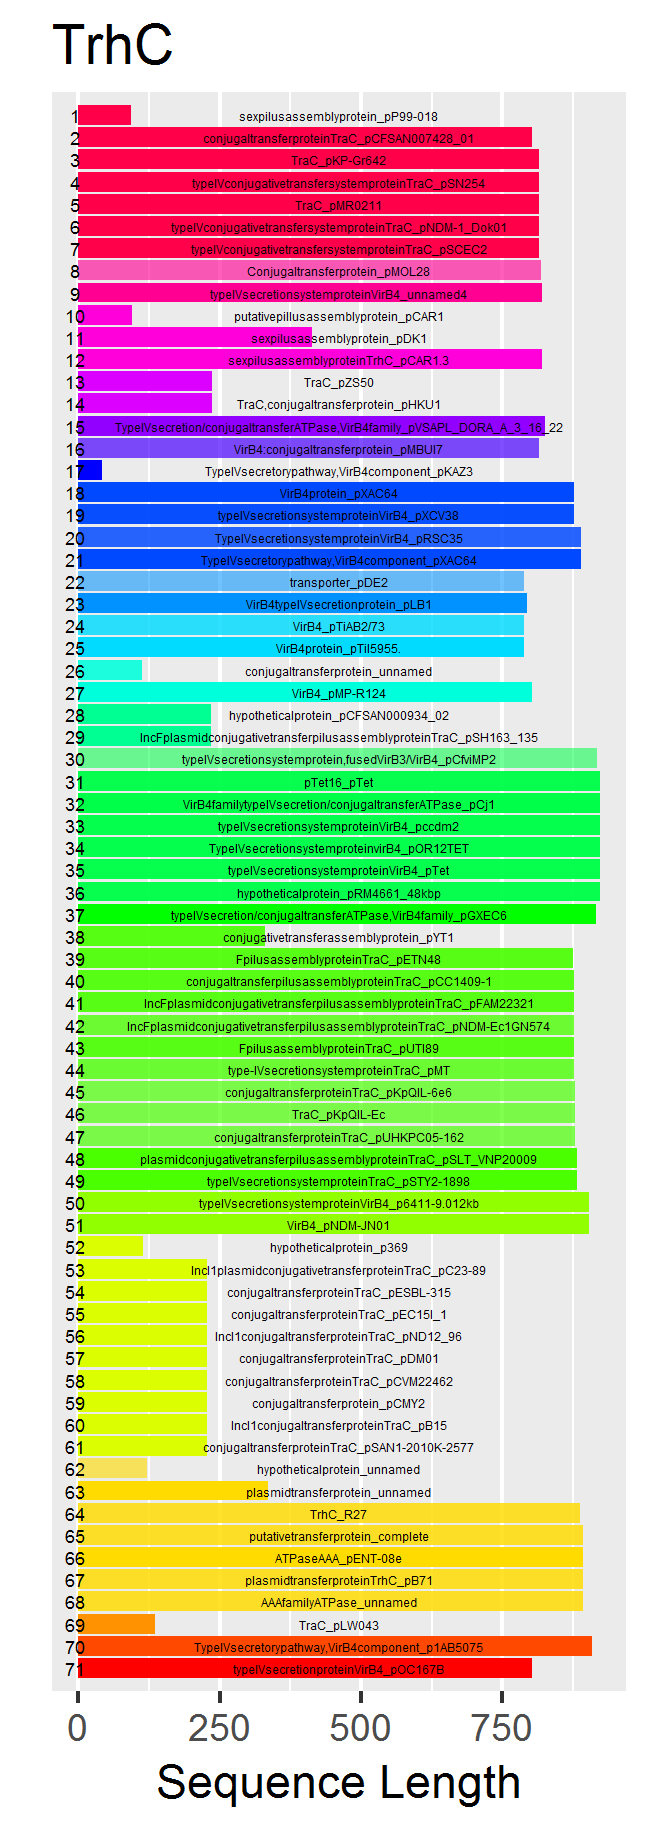 TrhC
1 sexpilusassemblyprotein_pP99-018
2 conjugaltransferproteinTraC_pCFSAN007428_01
3 TraC_pKP-Gr642
4 typeIVconjugativetransfersystemproteinTraC_pSN254
5 TraC_pMR0211
6 typeIVconjugativetransfersystemproteinTraC_pNDM-1_Dok01
7 typeIVconjugativetransfersystemproteinTraC_pSCEC2
8 Conjugaltransferprotein_pMOL28
9 typeIVsecretionsystemproteinVirB4_unnamed4
10 putativepillusassemblyprotein_pCAR1
11 sexpilusassemblyprotein_pDK1
12 sexpilusassemblyproteinTrhC_pCAR1.3
13 TraC_pZS50
14 TraC,conjugaltransferprotein_pHKU1
15 TypeIVsecretion/conjugaltransferATPase,VirB4family_pVSAPL_DORA_A_3_16_22
16 VirB4:conjugaltransferprotein_pMBUI7
17 TypeIVsecretorypathway,VirB4component_pKAZ3
18 VirB4protein_pXAC64
19 typeIVsecretionsystemproteinVirB4_pXCV38
20 TypeIVsecretionsystemproteinVirB4_pRSC35
21 TypeIVsecretorypathway,VirB4component_pXAC64
22 transporter_pDE2
23 VirB4typeIVsecretionprotein_pLB1
24 VirB4_pTiAB2/73
25 VirB4protein_pTiI5955.
26 conjugaltransferprotein_unnamed
27 VirB4_pMP-R124
28 hypotheticalprotein_pCFSAN000934_02
29 IncFplasmidconjugativetransferpilusassemblyproteinTraC_pSH163_135
30 typeIVsecretionsystemprotein,fusedVirB3/VirB4_pCfviMP2
31 pTet16_pTet
32 VirB4familytypeIVsecretion/conjugaltransferATPase_pCj1
33 typeIVsecretionsystemproteinVirB4_pccdm2
34 TypeIVsecretionsystemproteinvirB4_pOR12TET
35 typeIVsecretionsystemproteinVirB4_pTet
36 hypotheticalprotein_pRM4661_48kbp
37 typeIVsecretion/conjugaltransferATPase,VirB4family_pGXEC6
38 conjugativetransferassemblyprotein_pYT1
39 FpilusassemblyproteinTraC_pETN48
40 conjugaltransferpilusassemblyproteinTraC_pCC1409-1
41 IncFplasmidconjugativetransferpilusassemblyproteinTraC_pFAM22321
42 IncFplasmidconjugativetransferpilusassemblyproteinTraC_pNDM-Ec1GN574
43 FpilusassemblyproteinTraC_pUTI89
44 type-IVsecretionsystemproteinTraC_pMT
45 conjugaltransferproteinTraC_pKpQIL-6e6
46 TraC_pKpQIL-Ec
47 conjugaltransferproteinTraC_pUHKPC05-162
48 plasmidconjugativetransferpilusassemblyproteinTraC_pSLT_VNP20009
49 typeIVsecretionsystemproteinTraC_pSTY2-1898
50 typeIVsecretionsystemproteinVirB4_p6411-9.012kb
51 VirB4_pNDM-JN01
52 hypotheticalprotein_p369
53 IncI1plasmidconjugativetransferproteinTraC_pC23-89
54 conjugaltransferproteinTraC_pESBL-315
55 conjugaltransferproteinTraC_pEC15I_1
56 IncI1conjugaltransferproteinTraC_pND12_96
57 conjugaltransferproteinTraC_pDM01
58 conjugaltransferproteinTraC_pCVM22462
59 conjugaltransferprotein_pCMY2
60 IncI1conjugaltransferproteinTraC_pB15
61 conjugaltransferproteinTraC_pSAN1-2010K-2577
62 hypotheticalprotein_unnamed
63 plasmidtransferprotein_unnamed
64 TrhC_R27
65 putativetransferprotein_complete
66 ATPaseAAA_pENT-08e
67 plasmidtransferproteinTrhC_pB71
68 AAAfamilyATPase_unnamed
69 TraC_pLW043
70 TypeIVsecretorypathway,VirB4component_p1AB5075
71 typeIVsecretionproteinVirB4_pOC167B
0 250 500 750
Sequence Length